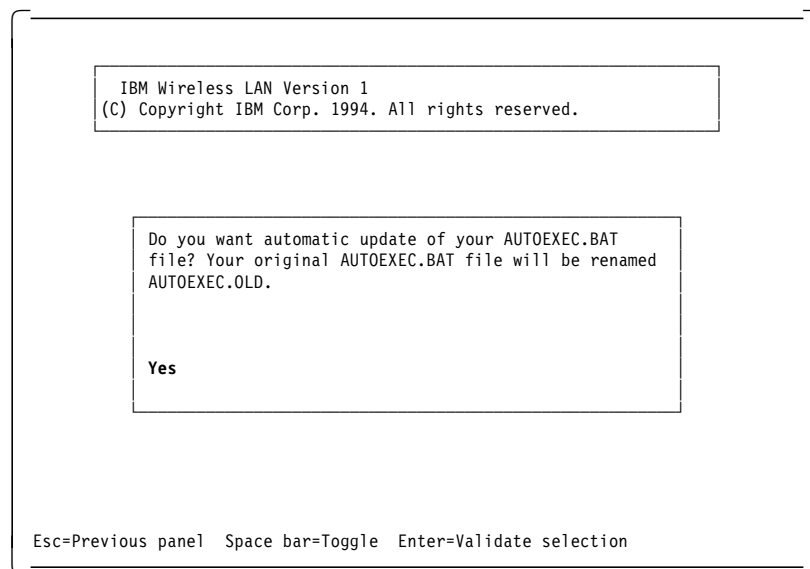 IBM Wireless LAN Version 1
(C) Copyright IBM Corp. 1994. All rights reserved.
Do you want automatic update of your AUTOEXEC.BAT
file? Your original AUTOEXEC.BAT file will be renamed
AUTOEXEC.OLD.
Yes
Esc=Previous panel  Space bar=Toggle  Enter=Validate selection